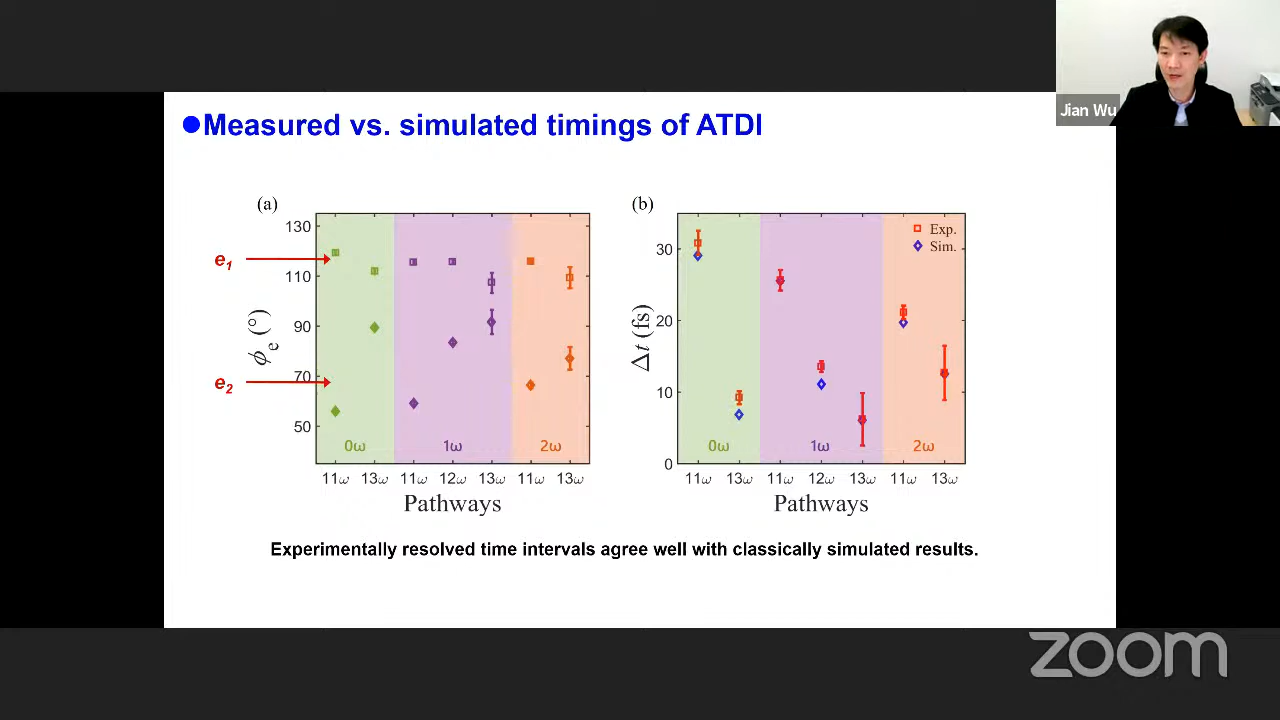 Jian Wu
●Measured vs. simulated timings of ATDI
(a)
130
110
90
70
50
ϕe (°)
e1
e2
0ω
1ω
2ω
11ω 13ω 11ω 12ω 13ω 11ω 13ω
Pathways
(b)
Exp.
Sim.
30
20
10
0
Δt (fs)
0ω
1ω
2ω
11ω 13ω 11ω 12ω 13ω 11ω 13ω
Pathways
Experimentally resolved time intervals agree well with classically simulated results.
zoom